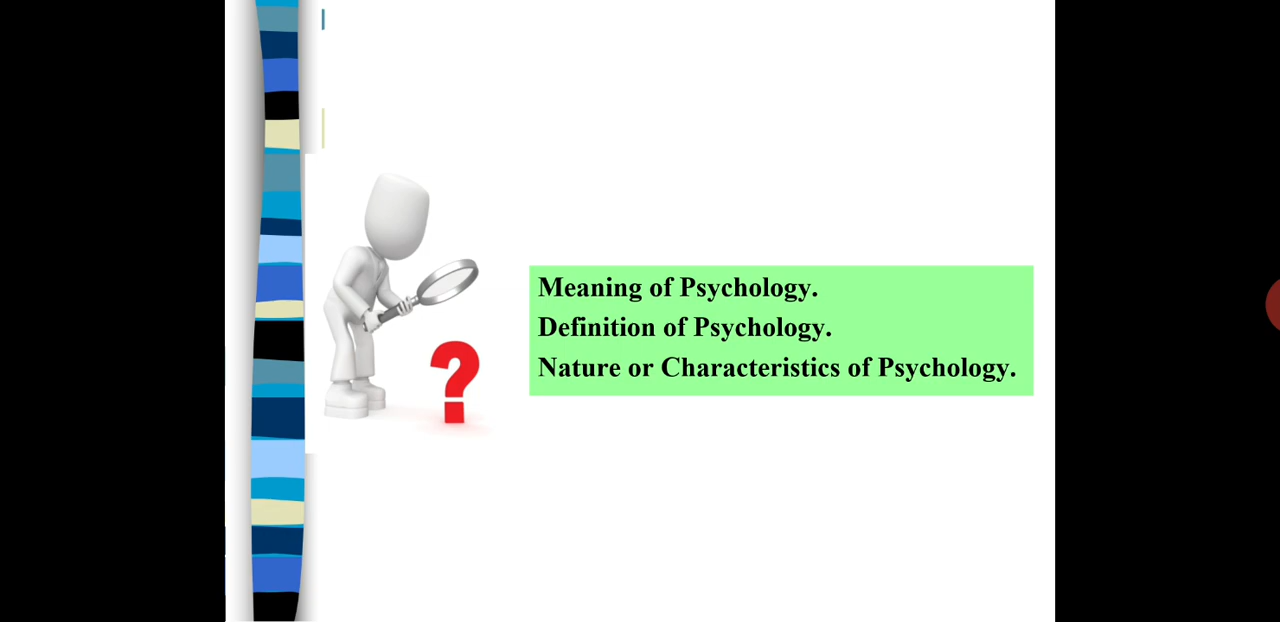 Meaning of Psychology.
Definition of Psychology.
Nature or Characteristics of Psychology.
?